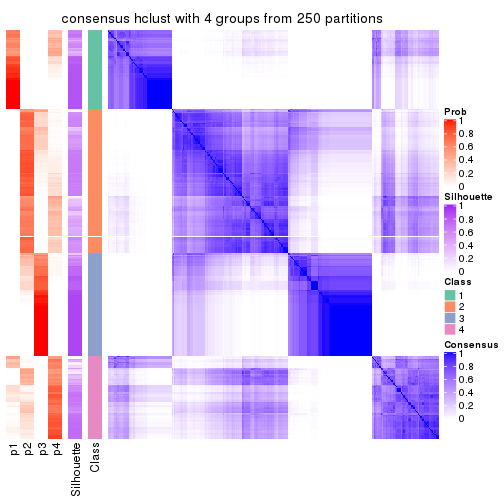 consensus hclust with 4 groups from 250 partitions
Prob
1
0.8
0.6
0.4
0.2
0
Silhouette
1
0.8
0.6
0.4
0.2
0
Class
1
2
3
4
Consensus
1
0.8
0.6
0.4
0.2
0
p1
p2
p3
p4
Silhouette
Class